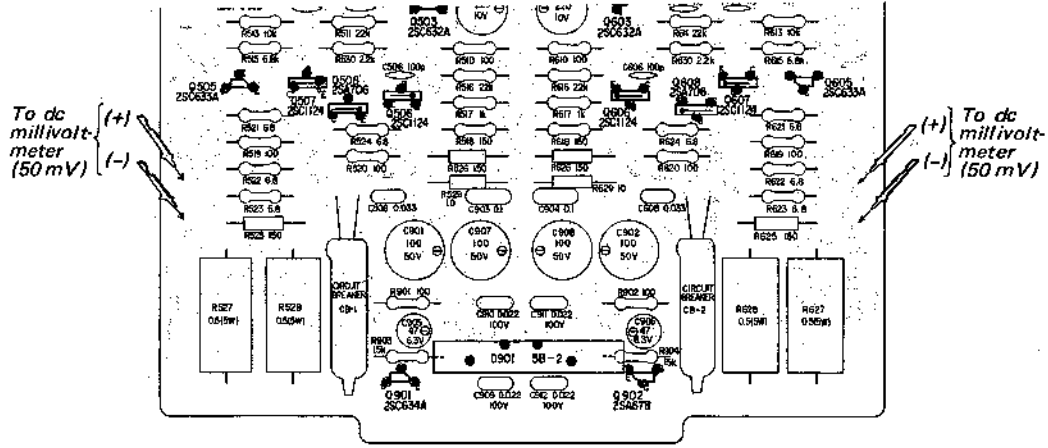 10V
10V
Q503
2SC632A
Q603
2SC632A
R513 10k
R511 22k
R611 22k
R613 10k
R515 6.8k
R530 2.2k
R510 100
R610 100
R630 2.2k
R615 6.8k
C506 100p
C606 100p
Q505
2SC633A
Q507
2SC1124
Q508
2SA706
Q506
2SC1124
R516 22k
Q606
2SC1124
Q608
2SA706
Q607
2SC1124
Q605
2SC633A
To dc
millivolt-
meter
(50 mV)
(+)
(-)
To dc
millivolt-
meter
(50 mV)
(+)
(-)
R521 6.8
R524 6.8
R517 1k
R617 1k
R624 6.8
R621 6.8
R519 100
R520 100
R518 150
R618 150
R620 100
R619 100
R522 6.8
R526 150
R626 150
R622 6.8
R523 6.8
R529
10
R629 10
R623 6.8
R525 150
C508 0.033
C903 0.1
C904 0.1
C608 0.033
R625 150
C901
100
50V
C907
100
50V
C908
100
50V
C902
100
50V
R527
0.5(5W)
R528
0.5(5W)
CIRCUIT
BREAKER
CB-1
R901 100
C910 0.022
100V
C911 0.022
100V
R902 100
CIRCUIT
BREAKER
CB-2
R628
0.5(5W)
R627
0.5(5W)
C905
47
6.3V
C906
47
6.3V
R903
15k
D901 SB-2
R904
15k
Q901
2SC634A
C909 0.022
100V
C912 0.022
100V
Q902
2SA678